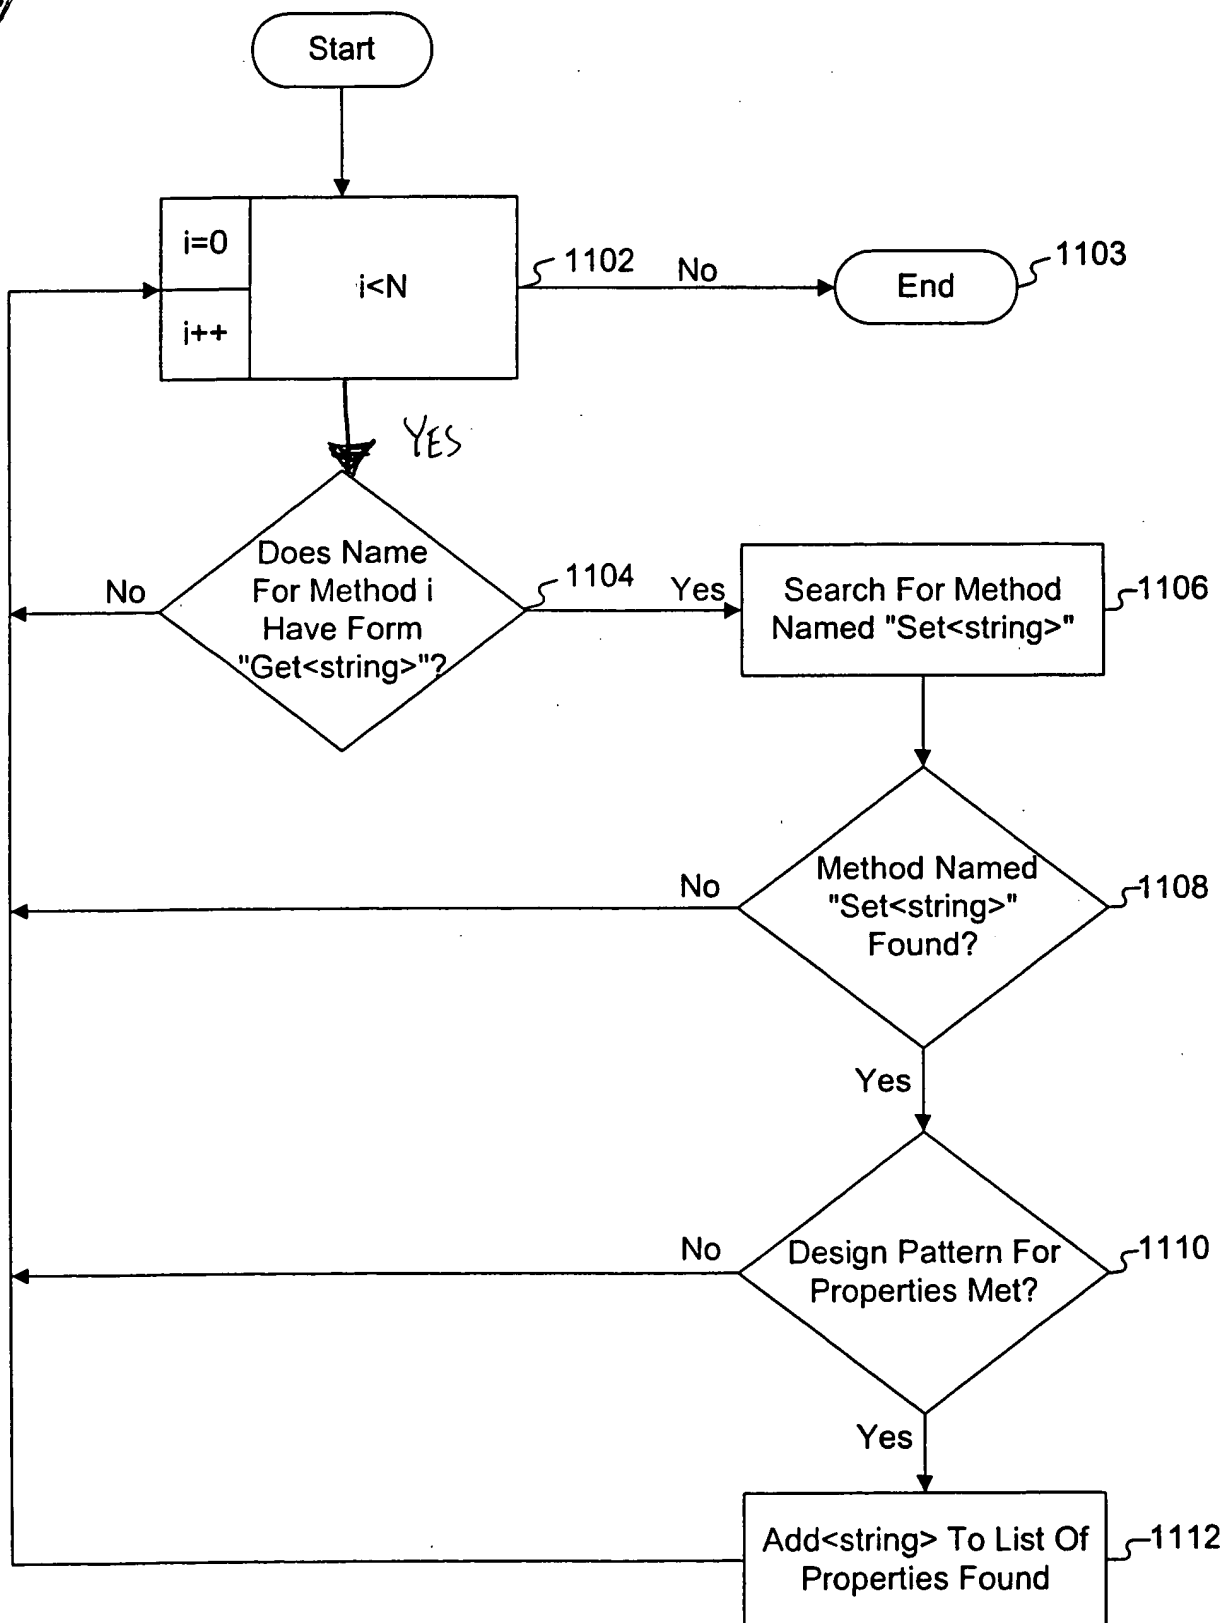 Start
i=0
i<N
i++
1102
No
End
1103
YES
Does Name
For Method i
Have Form
"Get<string>"?
No
1104
Yes
Search For Method
Named "Set<string>"
1106
Method Named
"Set<string>"
Found?
No
1108
Yes
Design Pattern For
Properties Met?
No
1110
Yes
Add<string> To List Of
Properties Found
1112